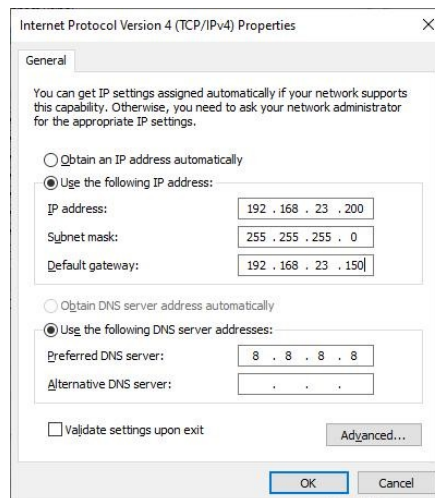 Internet Protocol Version 4 (TCP/IPv4) Properties
General
You can get IP settings assigned automatically if your network supports
this capability. Otherwise, you need to ask your network administrator
for the appropriate IP settings.
Obtain an IP address automatically
Use the following IP address:
IP address: 192 . 168 . 23 . 200
Subnet mask: 255 . 255 . 255 . 0
Default gateway: 192 . 168 . 23 . 150
Obtain DNS server address automatically
Use the following DNS server addresses:
Preferred DNS server: 8 . 8 . 8 . 8
Alternative DNS server: . . .
Validate settings upon exit
Advanced...
OK Cancel